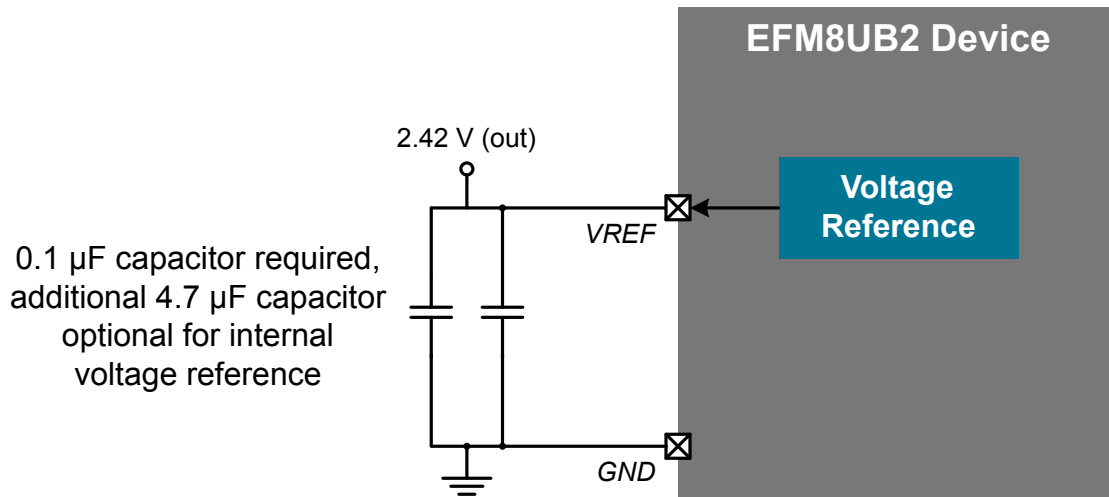 EFM8UB2 Device
2.42 V (out)
Voltage
Reference
VREF
0.1 μF capacitor required,
additional 4.7 μF capacitor
optional for internal
voltage reference
GND